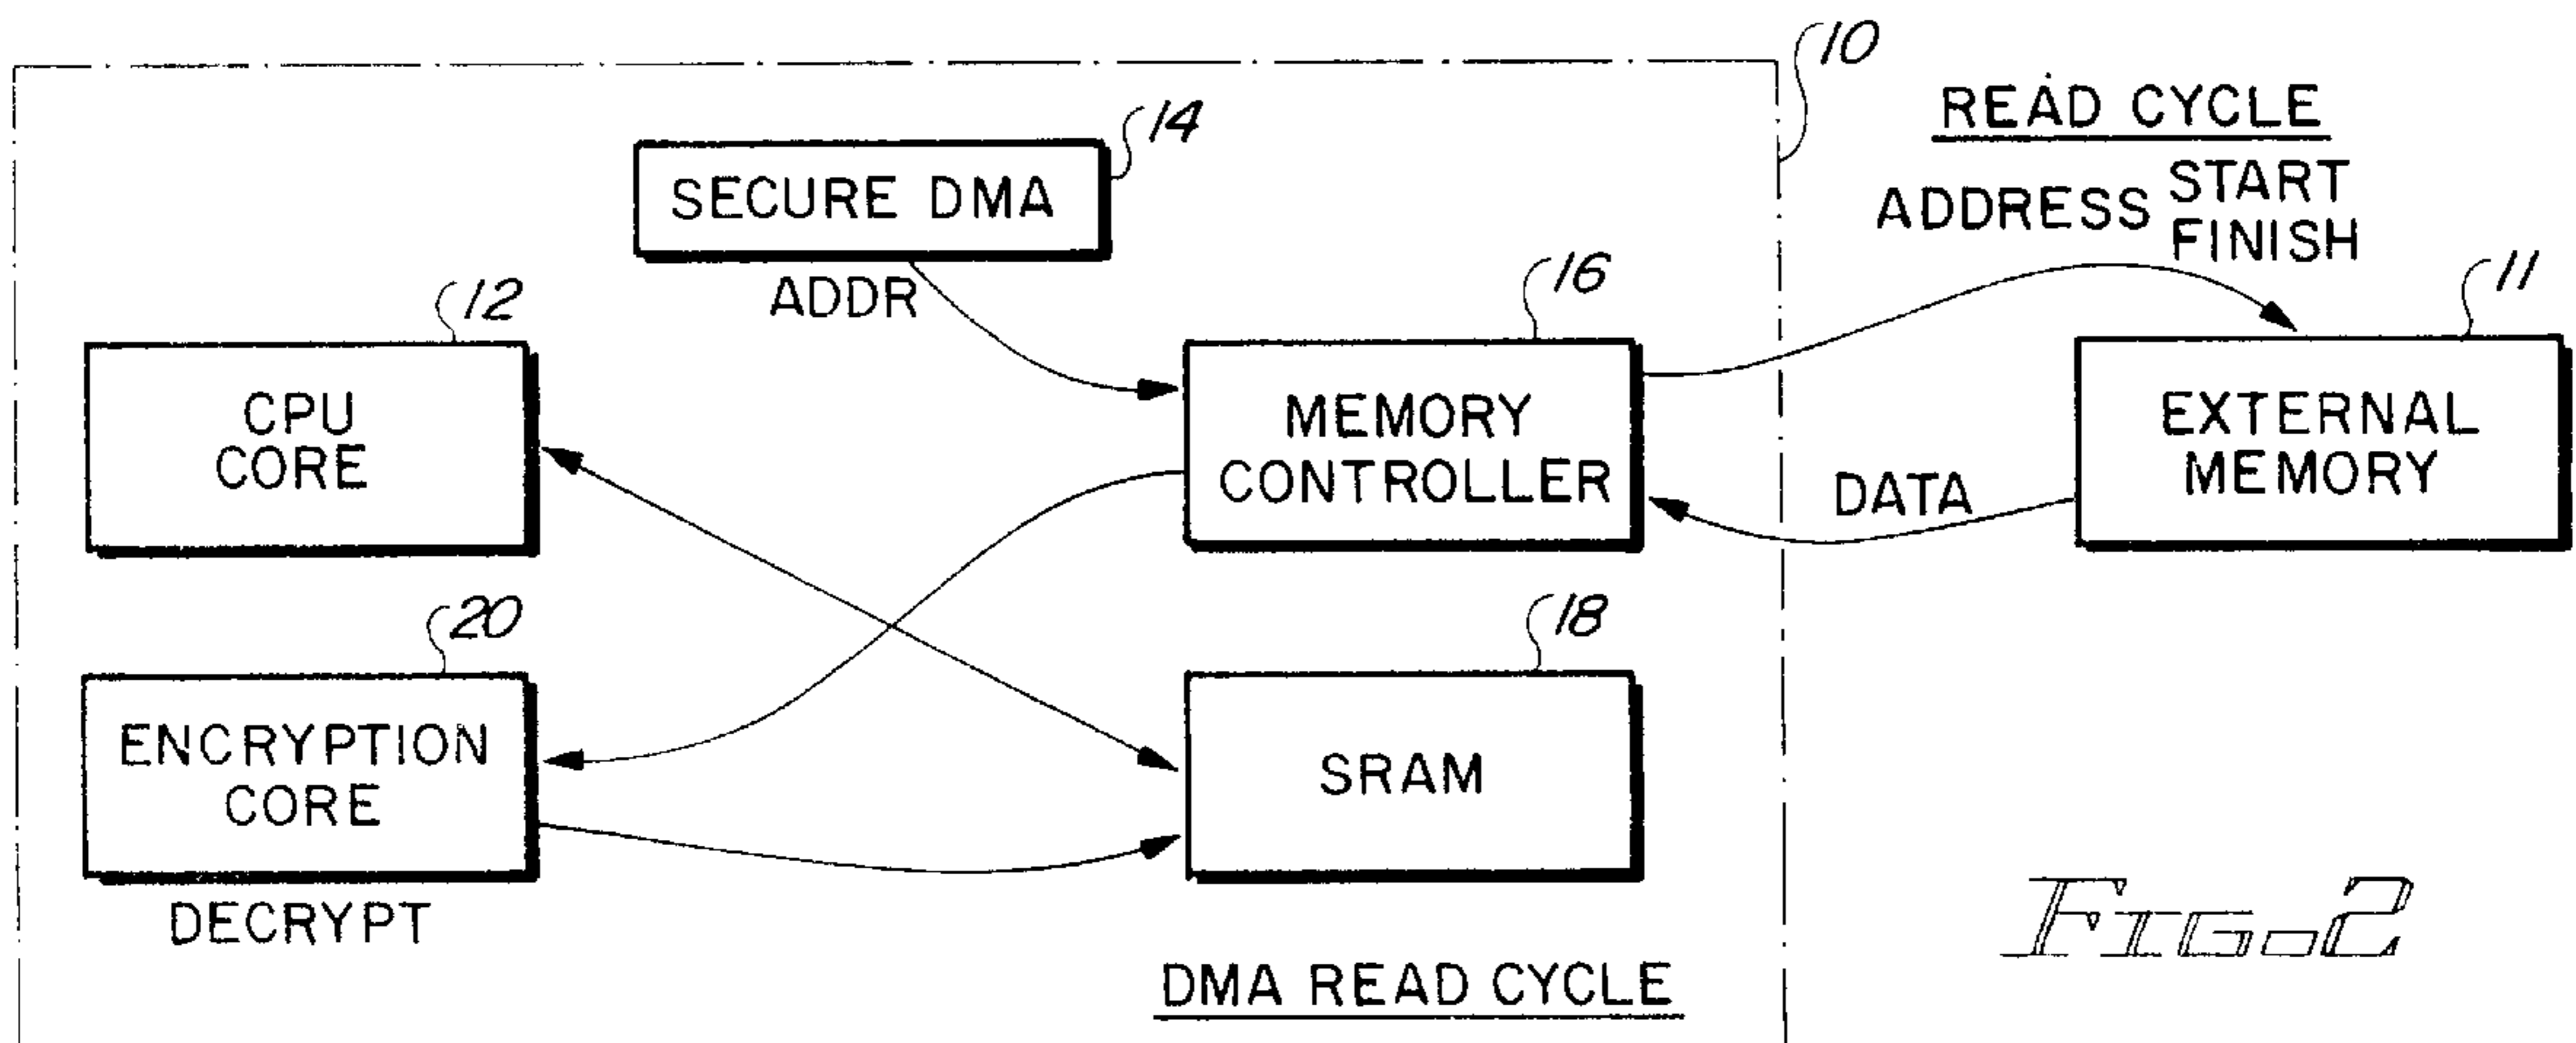 10
READ CYCLE
ADDRESS START
FINISH
14
SECURE DMA
ADDR
12
CPU
CORE
16
MEMORY
CONTROLLER
11
EXTERNAL
MEMORY
DATA
20
ENCRYPTION
CORE
DECRYPT
18
SRAM
DMA READ CYCLE
FIG. 2